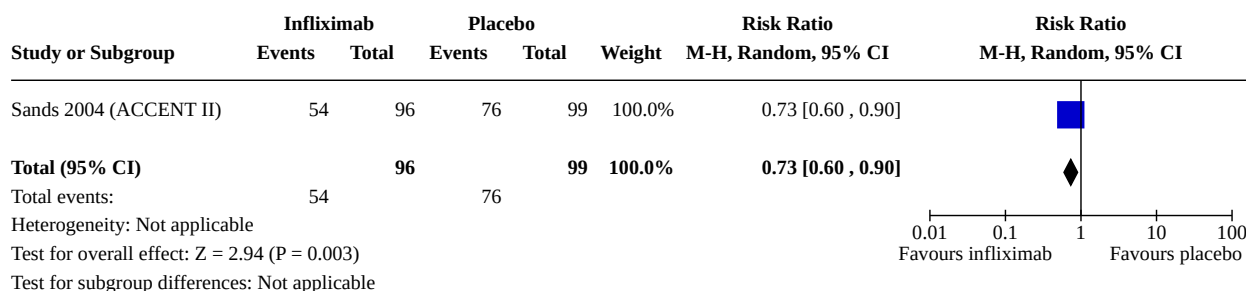 Infliximab Placebo Risk Ratio Risk Ratio
Study or Subgroup Events Total Events Total Weight M-H, Random, 95% CI M-H, Random, 95% CI
Sands 2004 (ACCENT II) 54 96 76 99 100.0% 0.73 [0.60 , 0.90]
Total (95% CI) 96 99 100.0% 0.73 [0.60 , 0.90]
Total events: 54 76
Heterogeneity: Not applicable
0.01 0.1 1 10 100
Test for overall effect: Z = 2.94 (P = 0.003) Favours infliximab Favours placebo
Test for subgroup differences: Not applicable